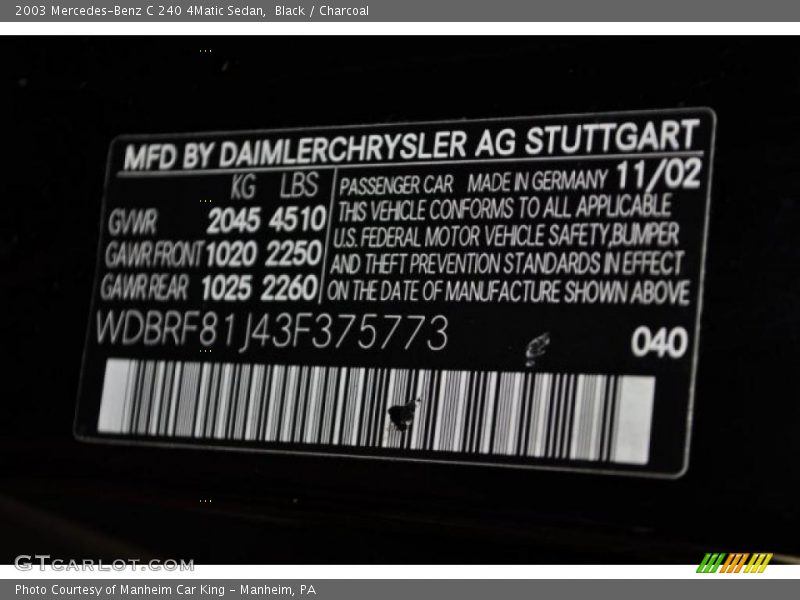 2003 Mercedes-Benz C 240 4Matic Sedan, Black / Charcoal
MFD BY DAIMLERCHRYSLER AG STUTTGART
KG LBS
GVWR 2045 4510
GAWR FRONT 1020 2250
GAWR REAR 1025 2260
PASSENGER CAR MADE IN GERMANY 11/02
THIS VEHICLE CONFORMS TO ALL APPLICABLE
U.S. FEDERAL MOTOR VEHICLE SAFETY,BUMPER
AND THEFT PREVENTION STANDARDS IN EFFECT
ON THE DATE OF MANUFACTURE SHOWN ABOVE
WDBRF81J43F375773
040
GTCARLOT.COM
Photo Courtesy of Manheim Car King - Manheim, PA